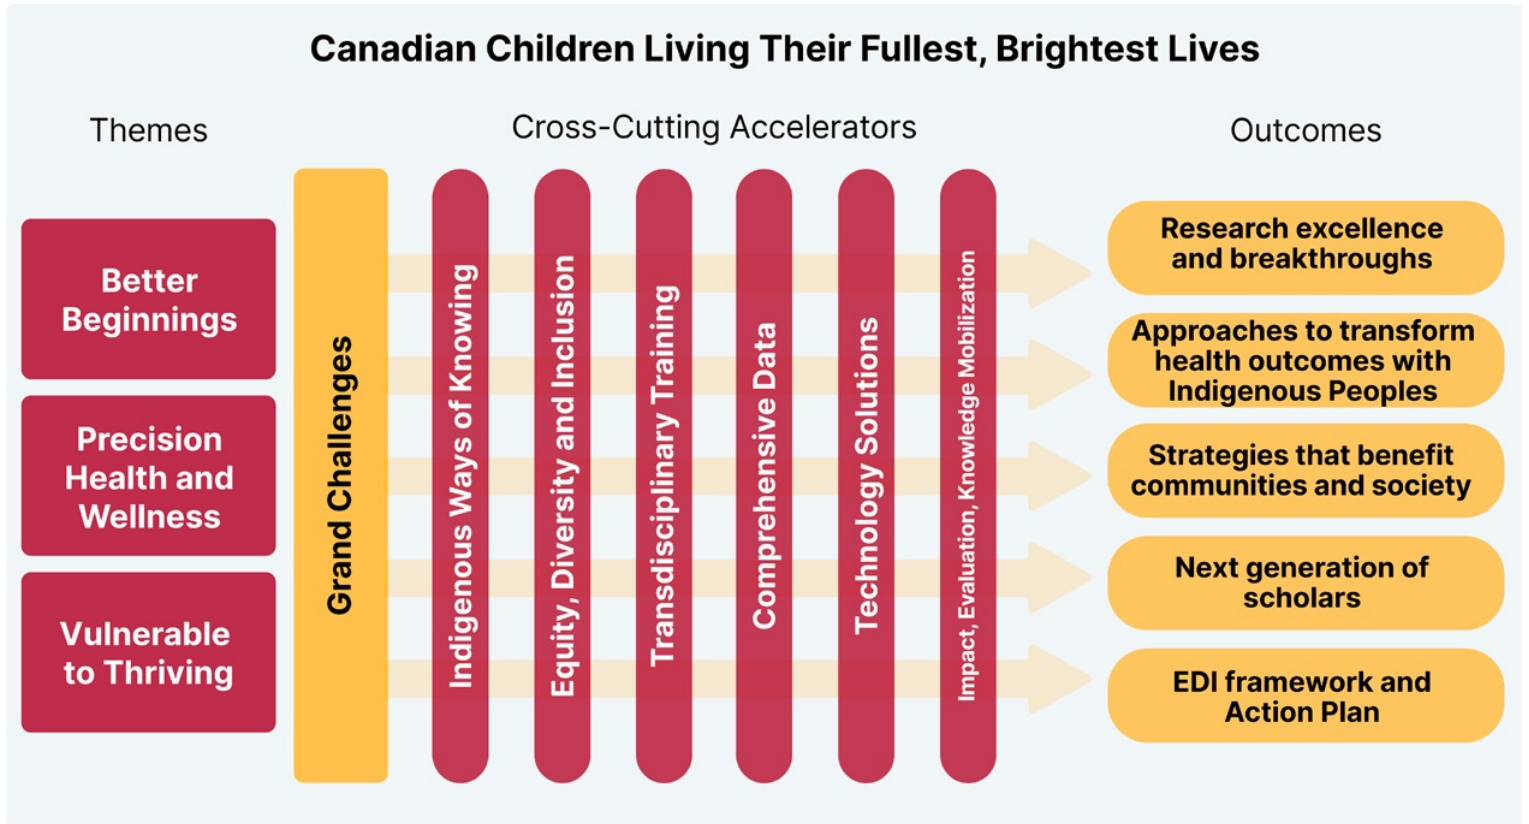 Canadian Children Living Their Fullest, Brightest Lives
Themes
Cross-Cutting Accelerators
Outcomes
Better
Beginnings
Precision
Health and
Wellness
Vulnerable
to Thriving
Grand Challenges
Indigenous Ways of Knowing
Equity, Diversity and Inclusion
Transdisciplinary Training
Comprehensive Data
Technology Solutions
Impact, Evaluation, Knowledge Mobilization
Research excellence
and breakthroughs
Approaches to transform
health outcomes with
Indigenous Peoples
Strategies that benefit
communities and society
Next generation of
scholars
EDI framework and
Action Plan